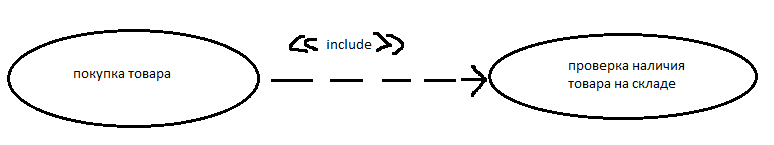 покупка товара
<< include >>
проверка наличия
товара на складе